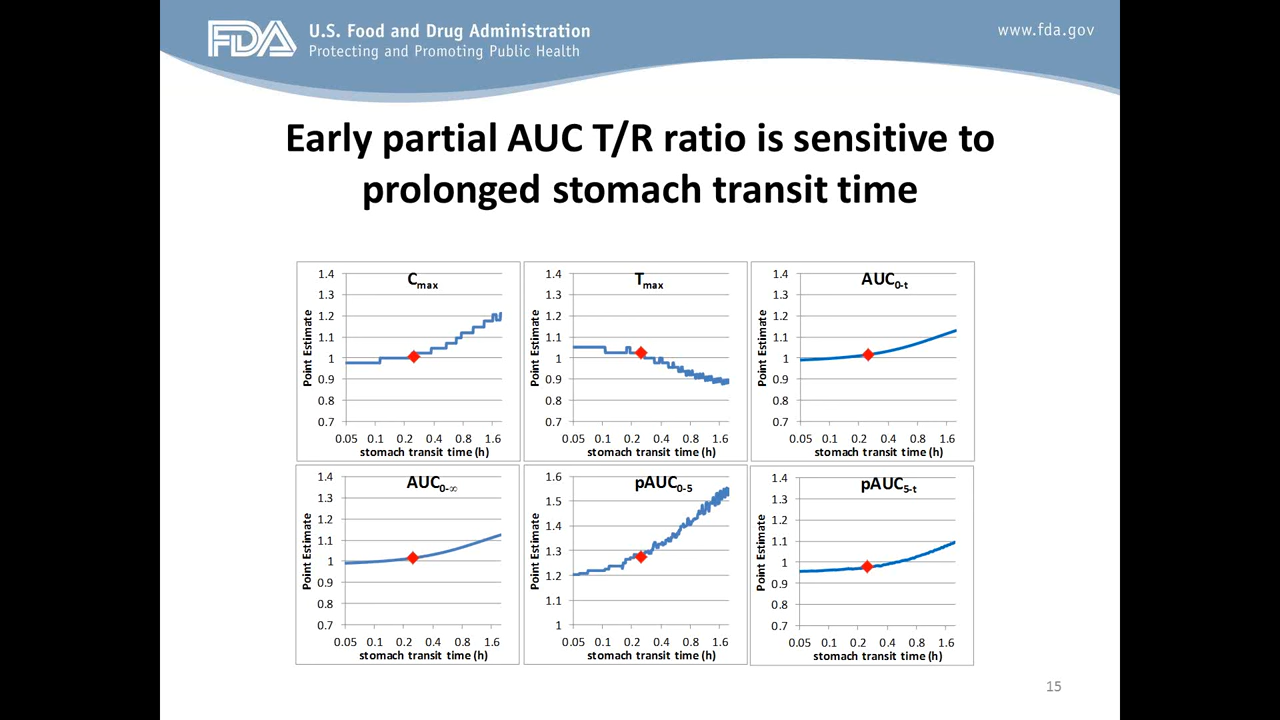 FDA
U.S. Food and Drug Administration
Protecting and Promoting Public Health
www.fda.gov
Early partial AUC T/R ratio is sensitive to
prolonged stomach transit time
Cmax
Point Estimate
1.4
1.3
1.2
1.1
1
0.9
0.8
0.7
0.05 0.1 0.2 0.4 0.8 1.6
stomach transit time (h)
Tmax
Point Estimate
1.4
1.3
1.2
1.1
1
0.9
0.8
0.7
0.05 0.1 0.2 0.4 0.8 1.6
stomach transit time (h)
AUC0-t
Point Estimate
1.4
1.3
1.2
1.1
1
0.9
0.8
0.7
0.05 0.1 0.2 0.4 0.8 1.6
stomach transit time (h)
AUC0-∞
Point Estimate
1.4
1.3
1.2
1.1
1
0.9
0.8
0.7
0.05 0.1 0.2 0.4 0.8 1.6
stomach transit time (h)
pAUC0-5
Point Estimate
1.6
1.5
1.4
1.3
1.2
1.1
1
0.05 0.1 0.2 0.4 0.8 1.6
stomach transit time (h)
pAUC5-t
Point Estimate
1.4
1.3
1.2
1.1
1
0.9
0.8
0.7
0.05 0.1 0.2 0.4 0.8 1.6
stomach transit time (h)
15